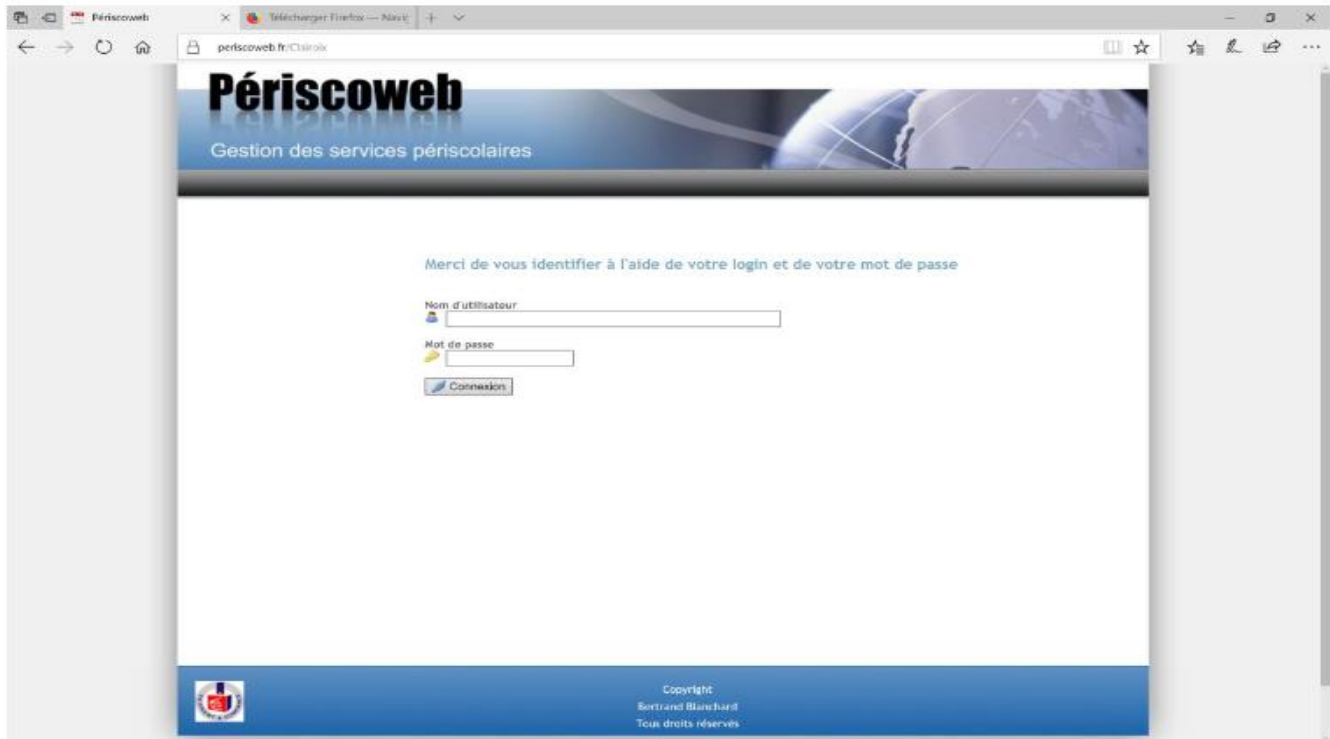 Périscoweb
Télécharger Firefox — Navig
periscoweb.fr/Clairoix
Périscoweb
Gestion des services périscolaires
Merci de vous identifier à l'aide de votre login et de votre mot de passe
Nom d'utilisateur
Mot de passe
Connexion
Copyright
Bertrand Blanchard
Tous droits réservés